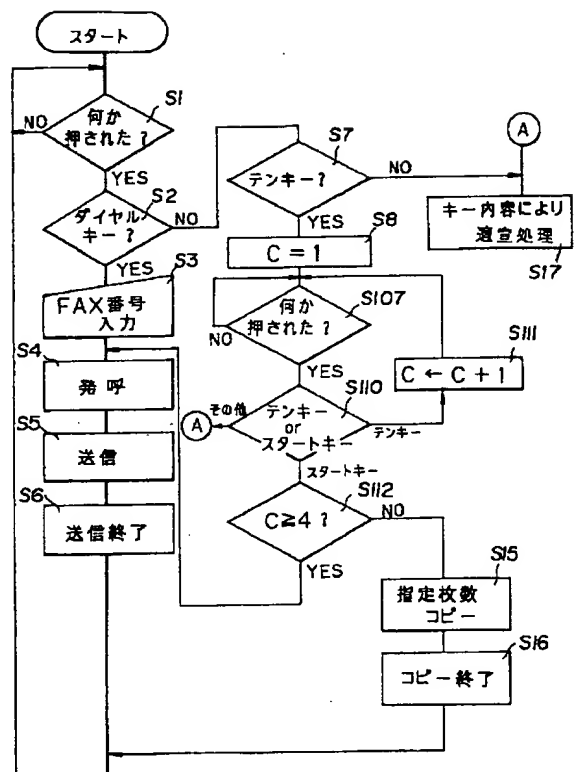 スタート
S1
何か
押された?
NO
YES
S2
ダイヤル
キー?
NO
YES
S3
FAX番号
入力
S4
発呼
S5
送信
S6
送信終了
S7
テンキー?
NO
YES
A
キー内容により
適宜処理
S17
S8
C=1
S107
何か
押された?
NO
YES
S111
C←C+1
S110
テンキー
or
スタートキー
その他
A
テンキー
スタートキー
S112
C≧4?
NO
YES
S15
指定枚数
コピー
S16
コピー終了